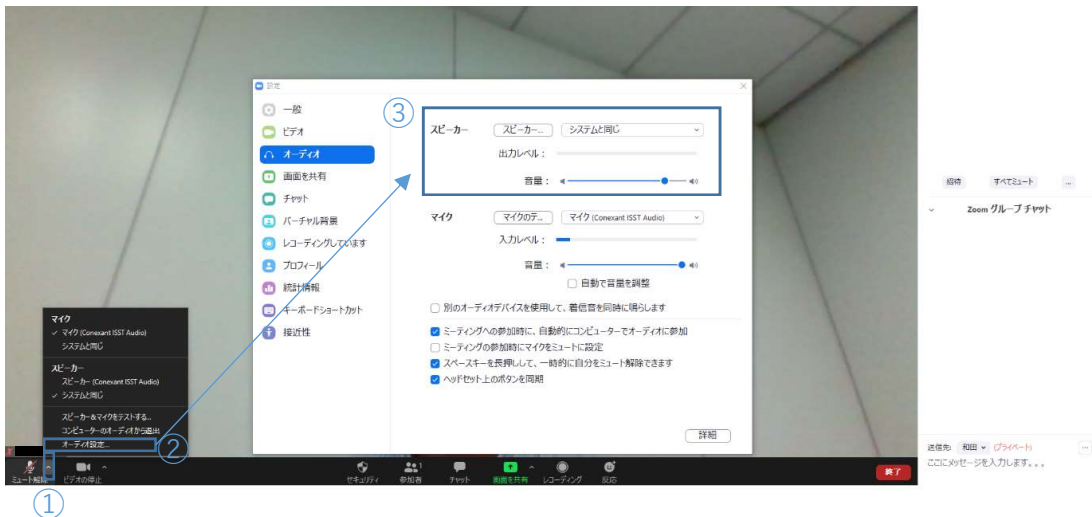 設定
一般
ビデオ
オーディオ
画面を共有
チャット
バーチャル背景
レコーディングしています
プロフィール
統計情報
キーボードショートカット
接近性
③
スピーカー スピーカー... システムと同じ
出力レベル：
音量：
マイク マイクのテ... マイク (Conexant ISST Audio)
入力レベル：
音量：
自動で音量を調整
別のオーディオデバイスを使用して、着信音を同時に鳴らします
ミーティングへの参加時に、自動的にコンピューターでオーディオに参加
ミーティングの参加時にマイクをミュートに設定
スペースキーを長押しして、一時的に自分をミュート解除できます
ヘッドセット上のボタンを同期
詳細
マイク
マイク (Conexant ISST Audio)
システムと同じ
スピーカー
スピーカー (Conexant ISST Audio)
システムと同じ
スピーカー&マイクをテストする...
コンピューターのオーディオから退出
オーディオ設定...
②
ミュート解除 ビデオの停止 セキュリティ 参加者 1 チャット 画面を共有 レコーディング 反応 終了
①
招待 すべてミュート ...
Zoom グループ チャット
送信先: 和田 (プライベート) ...
ここにメッセージを入力します。。。